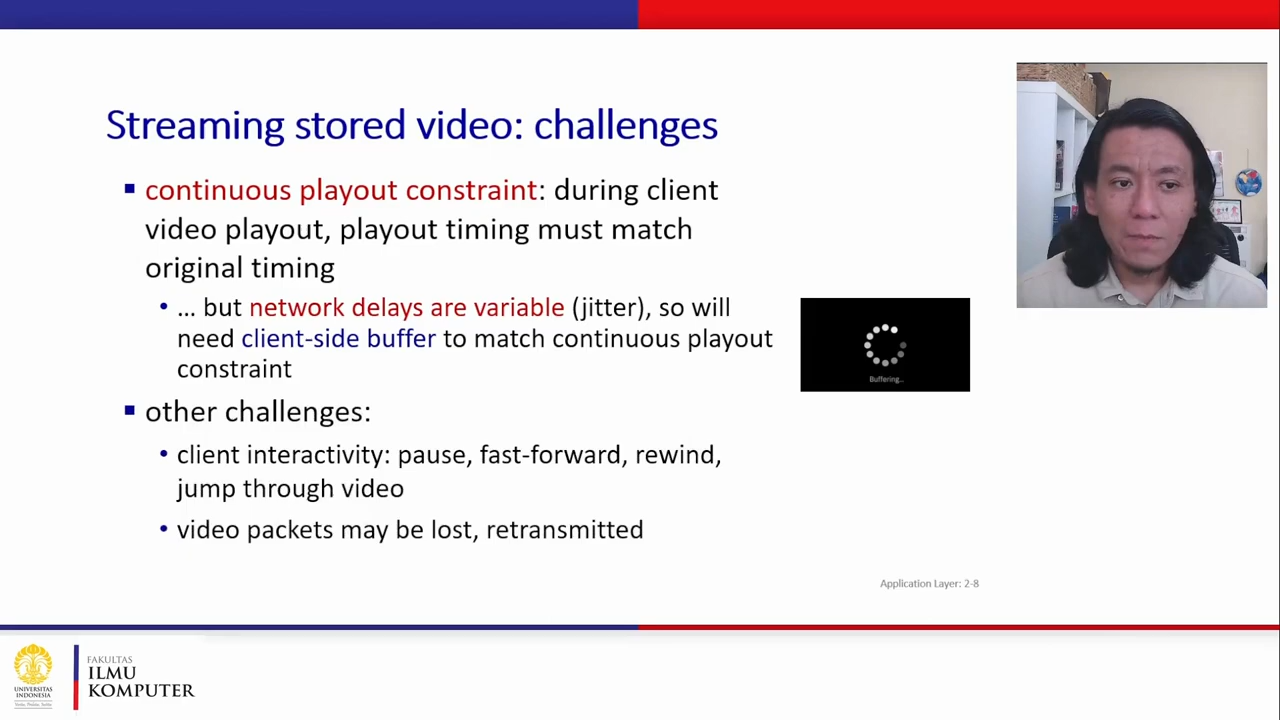 Streaming stored video: challenges
continuous playout constraint: during client
video playout, playout timing must match
original timing
… but network delays are variable (jitter), so will
need client-side buffer to match continuous playout
constraint
Buffering...
other challenges:
client interactivity: pause, fast-forward, rewind,
jump through video
video packets may be lost, retransmitted
Application Layer: 2-8
UNIVERSITAS
INDONESIA
FAKULTAS
ILMU
KOMPUTER